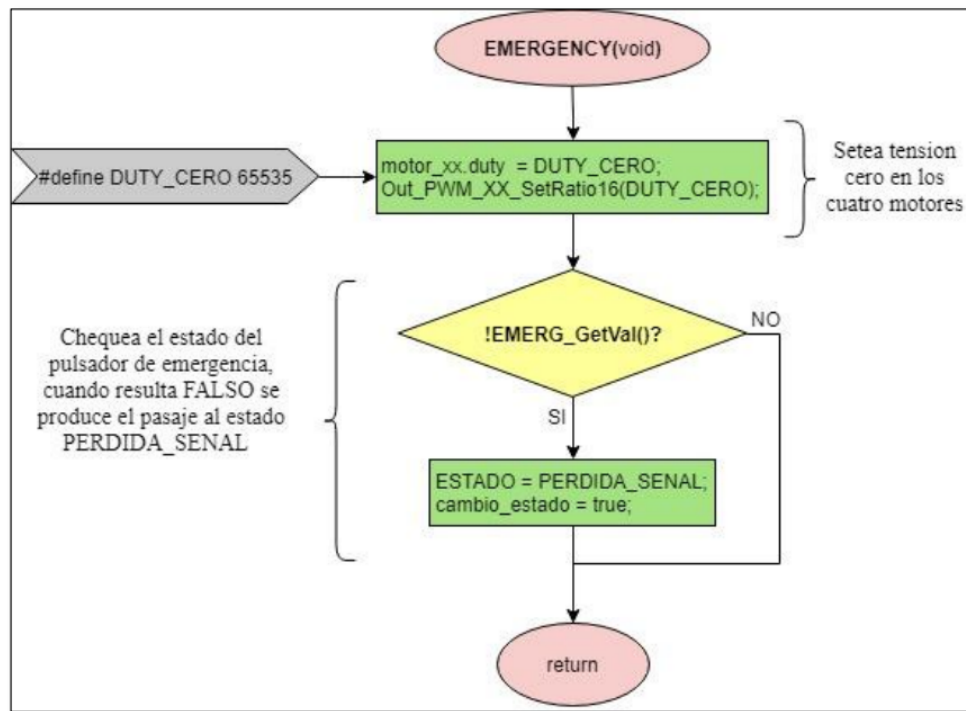 EMERGENCY(void)
#define DUTY_CERO 65535
motor_xx.duty = DUTY_CERO;
Out_PWM_XX_SetRatio16(DUTY_CERO);
Setea tension
cero en los
cuatro motores
!EMERG_GetVal()?
NO
SI
Chequea el estado del
pulsador de emergencia,
cuando resulta FALSO se
produce el pasaje al estado
PERDIDA_SENAL
ESTADO = PERDIDA_SENAL;
cambio_estado = true;
return